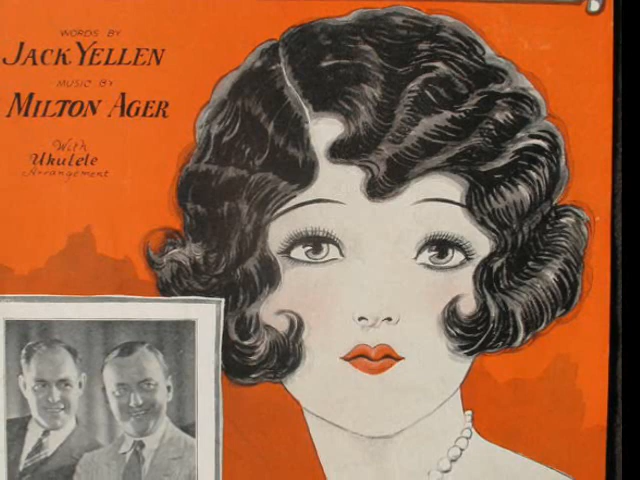 WORDS BY
JACK YELLEN
MUSIC BY
MILTON AGER
With
Ukulele
Arrangement